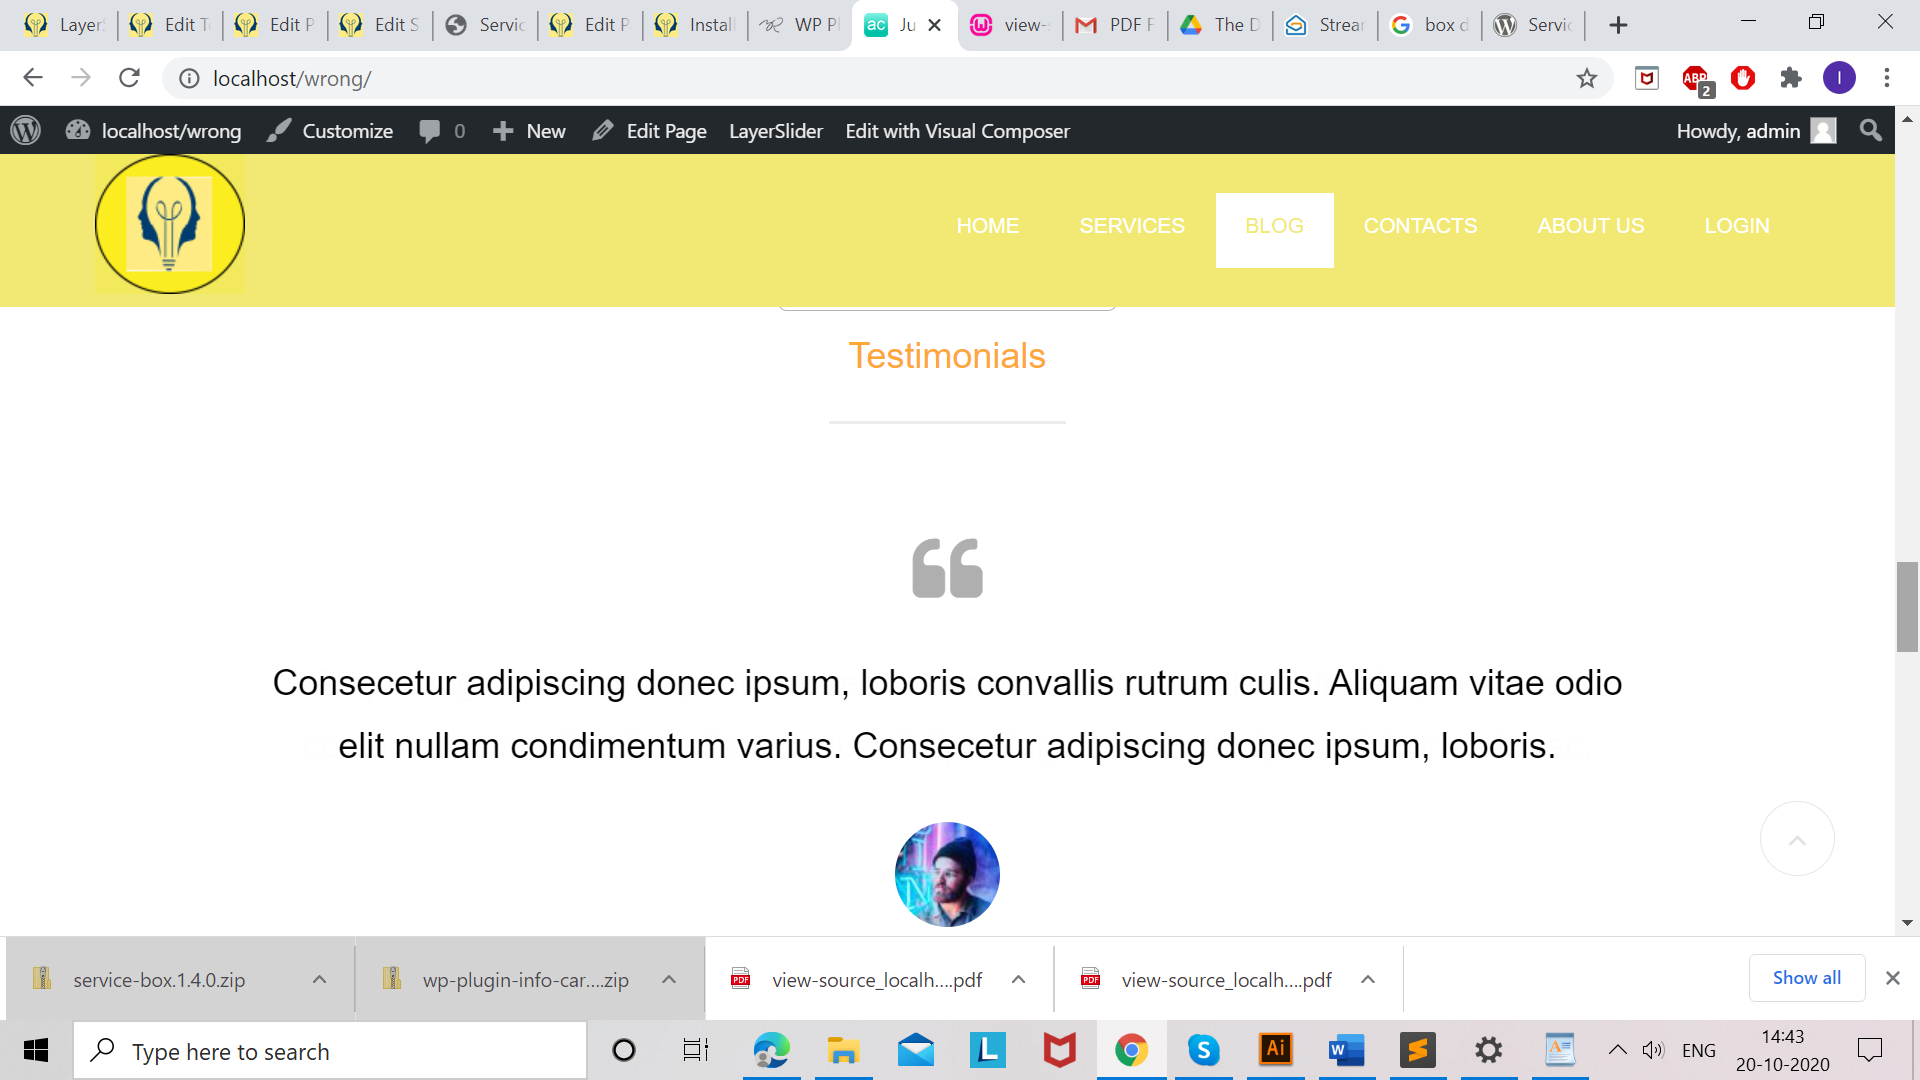 Layer
Edit T
Edit P
Edit S
Servic
Edit P
Install
WP Pl
ac Ju
view-
PDF F
The D
Strear
box d
Servic
localhost/wrong/
ABP 2
I
localhost/wrong Customize 0 New Edit Page LayerSlider Edit with Visual Composer Howdy, admin
HOME SERVICES BLOG CONTACTS ABOUT US LOGIN
Testimonials
Consecetur adipiscing donec ipsum, loboris convallis rutrum culis. Aliquam vitae odio
elit nullam condimentum varius. Consecetur adipiscing donec ipsum, loboris.
service-box.1.4.0.zip wp-plugin-info-car....zip view-source_localh....pdf view-source_localh....pdf Show all
Type here to search
ENG
14:43
20-10-2020